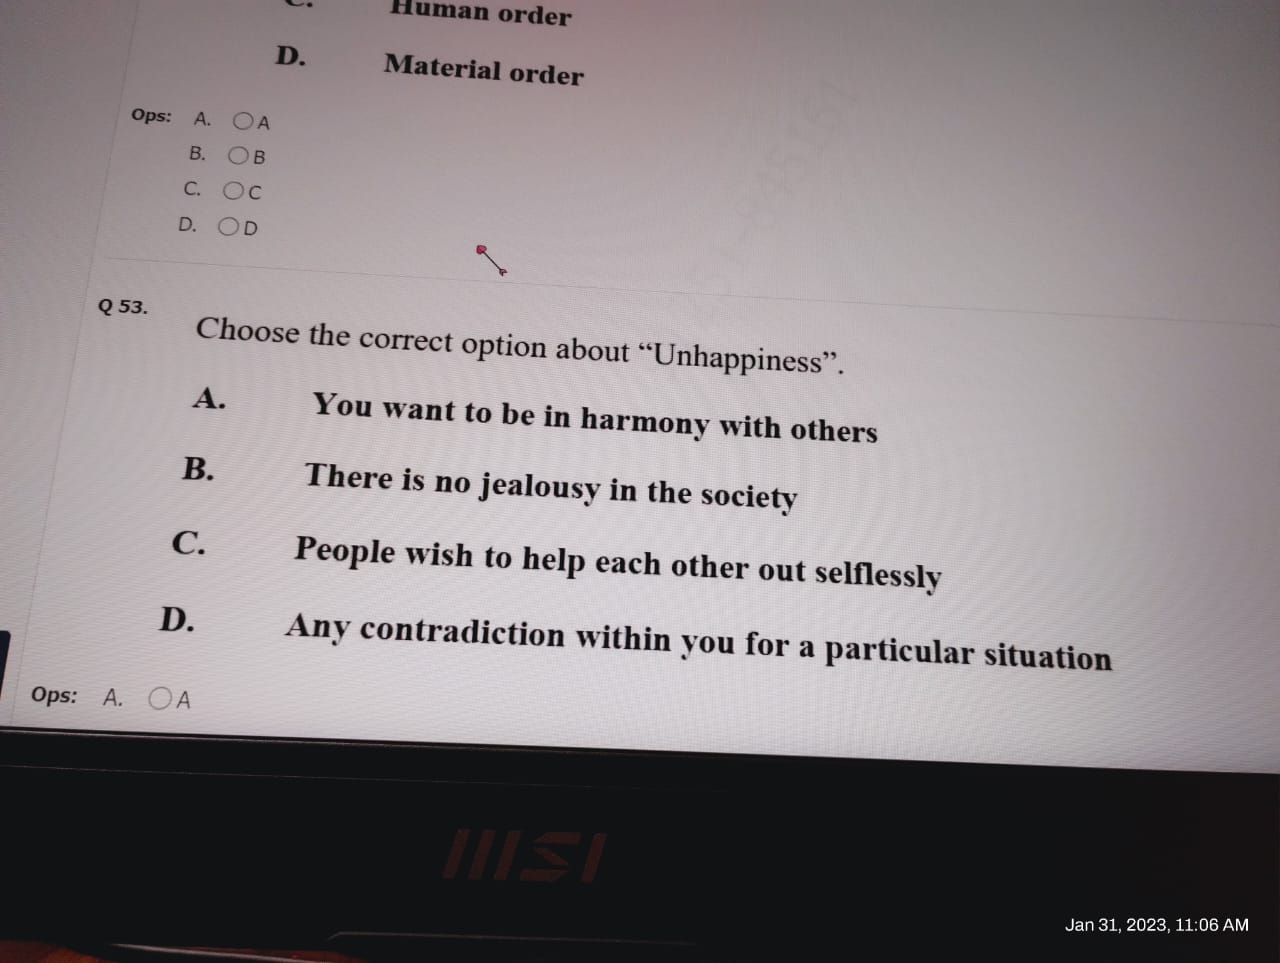 C. Human order
D. Material order
Ops: A. A
B. B
C. C
D. D
Q 53.
Choose the correct option about “Unhappiness”.
A. You want to be in harmony with others
B. There is no jealousy in the society
C. People wish to help each other out selflessly
D. Any contradiction within you for a particular situation
Ops: A. A
msi
Jan 31, 2023, 11:06 AM